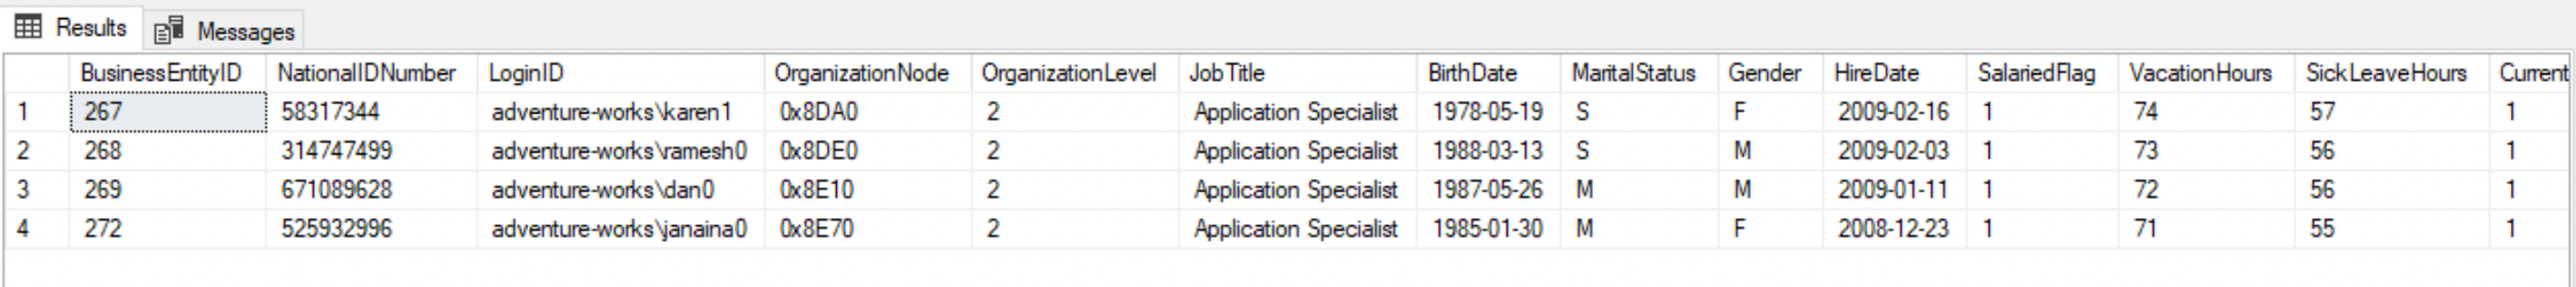 Results Messages
BusinessEntityID NationalIDNumber LoginID OrganizationNode OrganizationLevel JobTitle BirthDate MaritalStatus Gender HireDate SalariedFlag VacationHours SickLeaveHours Current
1 267 58317344 adventure-works\karen1 0x8DA0 2 Application Specialist 1978-05-19 S F 2009-02-16 1 74 57 1
2 268 314747499 adventure-works\ramesh0 0x8DE0 2 Application Specialist 1988-03-13 S M 2009-02-03 1 73 56 1
3 269 671089628 adventure-works\dan0 0x8E10 2 Application Specialist 1987-05-26 M M 2009-01-11 1 72 56 1
4 272 525932996 adventure-works\janaina0 0x8E70 2 Application Specialist 1985-01-30 M F 2008-12-23 1 71 55 1